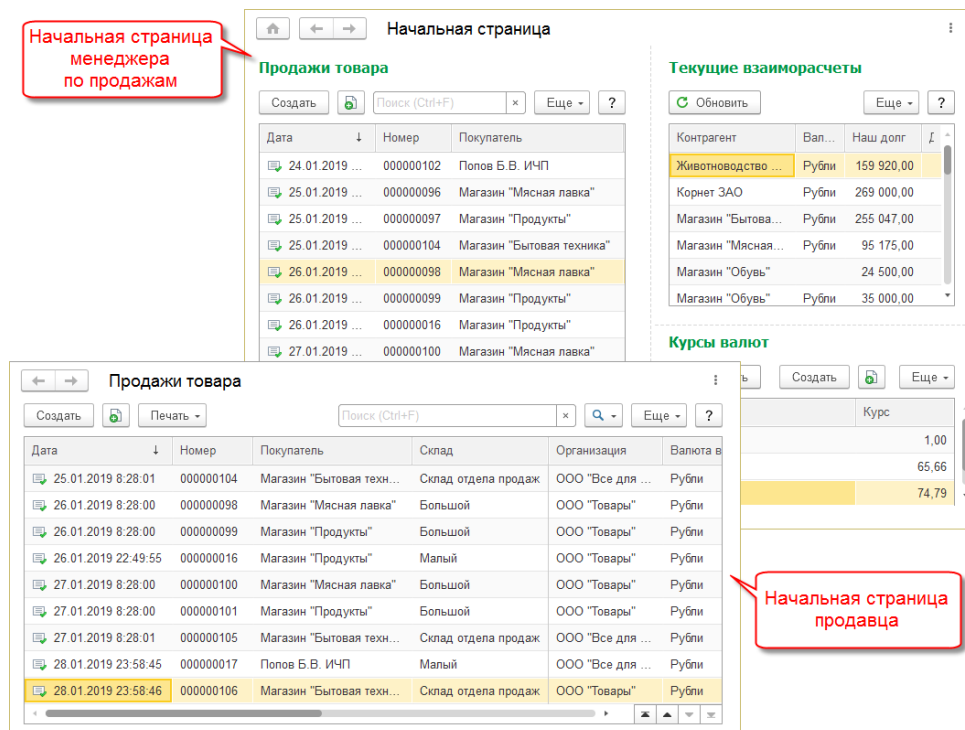 Начальная страница
менеджера
по продажам
Начальная страница
Продажи товара
Создать Поиск (Ctrl+F) × Еще ?
Дата ↓ Номер Покупатель
24.01.2019 ... 000000102 Попов Б.В. ИЧП
25.01.2019 ... 000000096 Магазин "Мясная лавка"
25.01.2019 ... 000000097 Магазин "Продукты"
25.01.2019 ... 000000104 Магазин "Бытовая техника"
26.01.2019 ... 000000098 Магазин "Мясная лавка"
26.01.2019 ... 000000099 Магазин "Продукты"
26.01.2019 ... 000000016 Магазин "Продукты"
27.01.2019 ... 000000100 Магазин "Мясная лавка"
Текущие взаиморасчеты
Обновить Еще ?
Контрагент Вал... Наш долг
Животноводство ... Рубли 159 920,00
Корнет ЗАО Рубли 269 000,00
Магазин "Бытова... Рубли 255 047,00
Магазин "Мясная... Рубли 95 175,00
Магазин "Обувь" 24 500,00
Магазин "Обувь" Рубли 35 000,00
Курсы валют
Создать Еще
Курс
1,00
65,66
74,79
Продажи товара
Создать Печать Поиск (Ctrl+F) × Еще ?
Дата ↓ Номер Покупатель Склад Организация Валюта в
25.01.2019 8:28:01 000000104 Магазин "Бытовая техн... Склад отдела продаж ООО "Все для ... Рубли
26.01.2019 8:28:00 000000098 Магазин "Мясная лавка" Большой ООО "Товары" Рубли
26.01.2019 8:28:00 000000099 Магазин "Продукты" Большой ООО "Товары" Рубли
26.01.2019 22:49:55 000000016 Магазин "Продукты" Малый ООО "Товары" Рубли
27.01.2019 8:28:00 000000100 Магазин "Мясная лавка" Большой ООО "Товары" Рубли
27.01.2019 8:28:00 000000101 Магазин "Продукты" Большой ООО "Товары" Рубли
27.01.2019 8:28:01 000000105 Магазин "Бытовая техн... Склад отдела продаж ООО "Все для ... Рубли
28.01.2019 23:58:45 000000017 Попов Б.В. ИЧП Малый ООО "Все для ... Рубли
28.01.2019 23:58:46 000000106 Магазин "Бытовая техн... Склад отдела продаж ООО "Товары" Рубли
Начальная страница
продавца